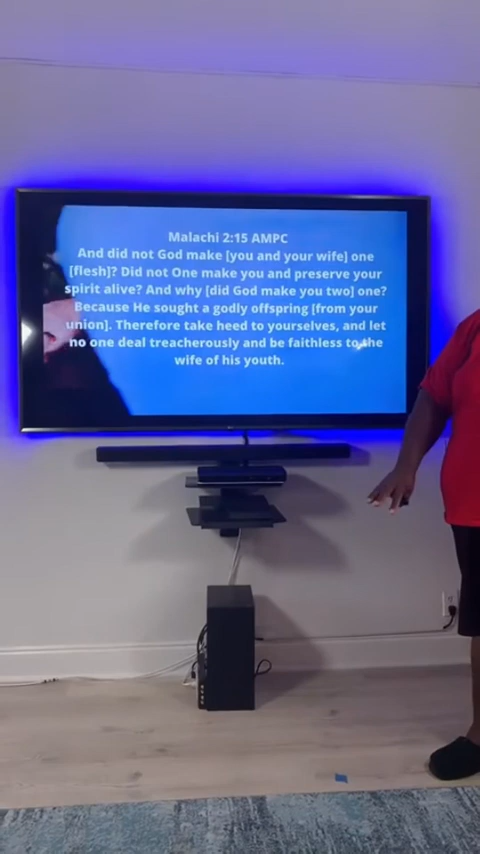 Malachi 2:15 AMPC
And did not God make [you and your wife] one
[flesh]? Did not One make you and preserve your
spirit alive? And why [did God make you two] one?
Because He sought a godly offspring [from your
union]. Therefore take heed to yourselves, and let
no one deal treacherously and be faithless to the
wife of his youth.